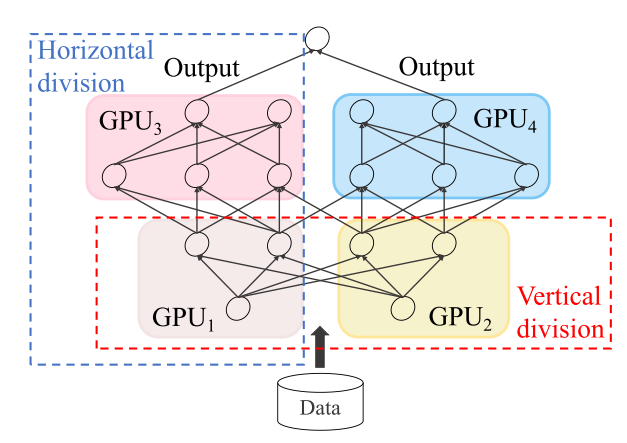 Horizontal
division
Output
Output
GPU₃
GPU₄
GPU₁
GPU₂
Vertical
division
Data